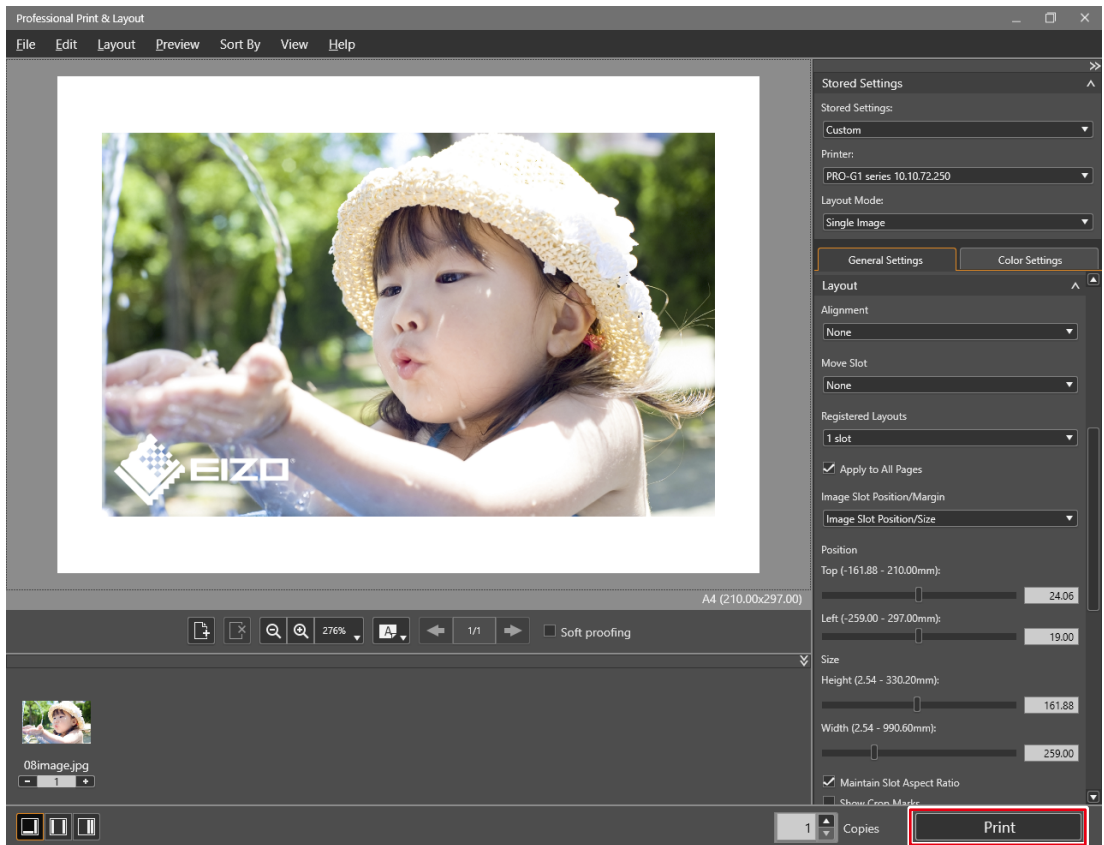 Professional Print & Layout
File Edit Layout Preview Sort By View Help
EIZO
A4 (210.00x297.00)
276%
A
1/1
Soft proofing
08image.jpg
- 1 +
Stored Settings
Stored Settings:
Custom
Printer:
PRO-G1 series 10.10.72.250
Layout Mode:
Single Image
General Settings Color Settings
Layout
Alignment
None
Move Slot
None
Registered Layouts
1 slot
Apply to All Pages
Image Slot Position/Margin
Image Slot Position/Size
Position
Top (-161.88 - 210.00mm):
24.06
Left (-259.00 - 297.00mm):
19.00
Size
Height (2.54 - 330.20mm):
161.88
Width (2.54 - 990.60mm):
259.00
Maintain Slot Aspect Ratio
Show Crop Marks
1 Copies Print